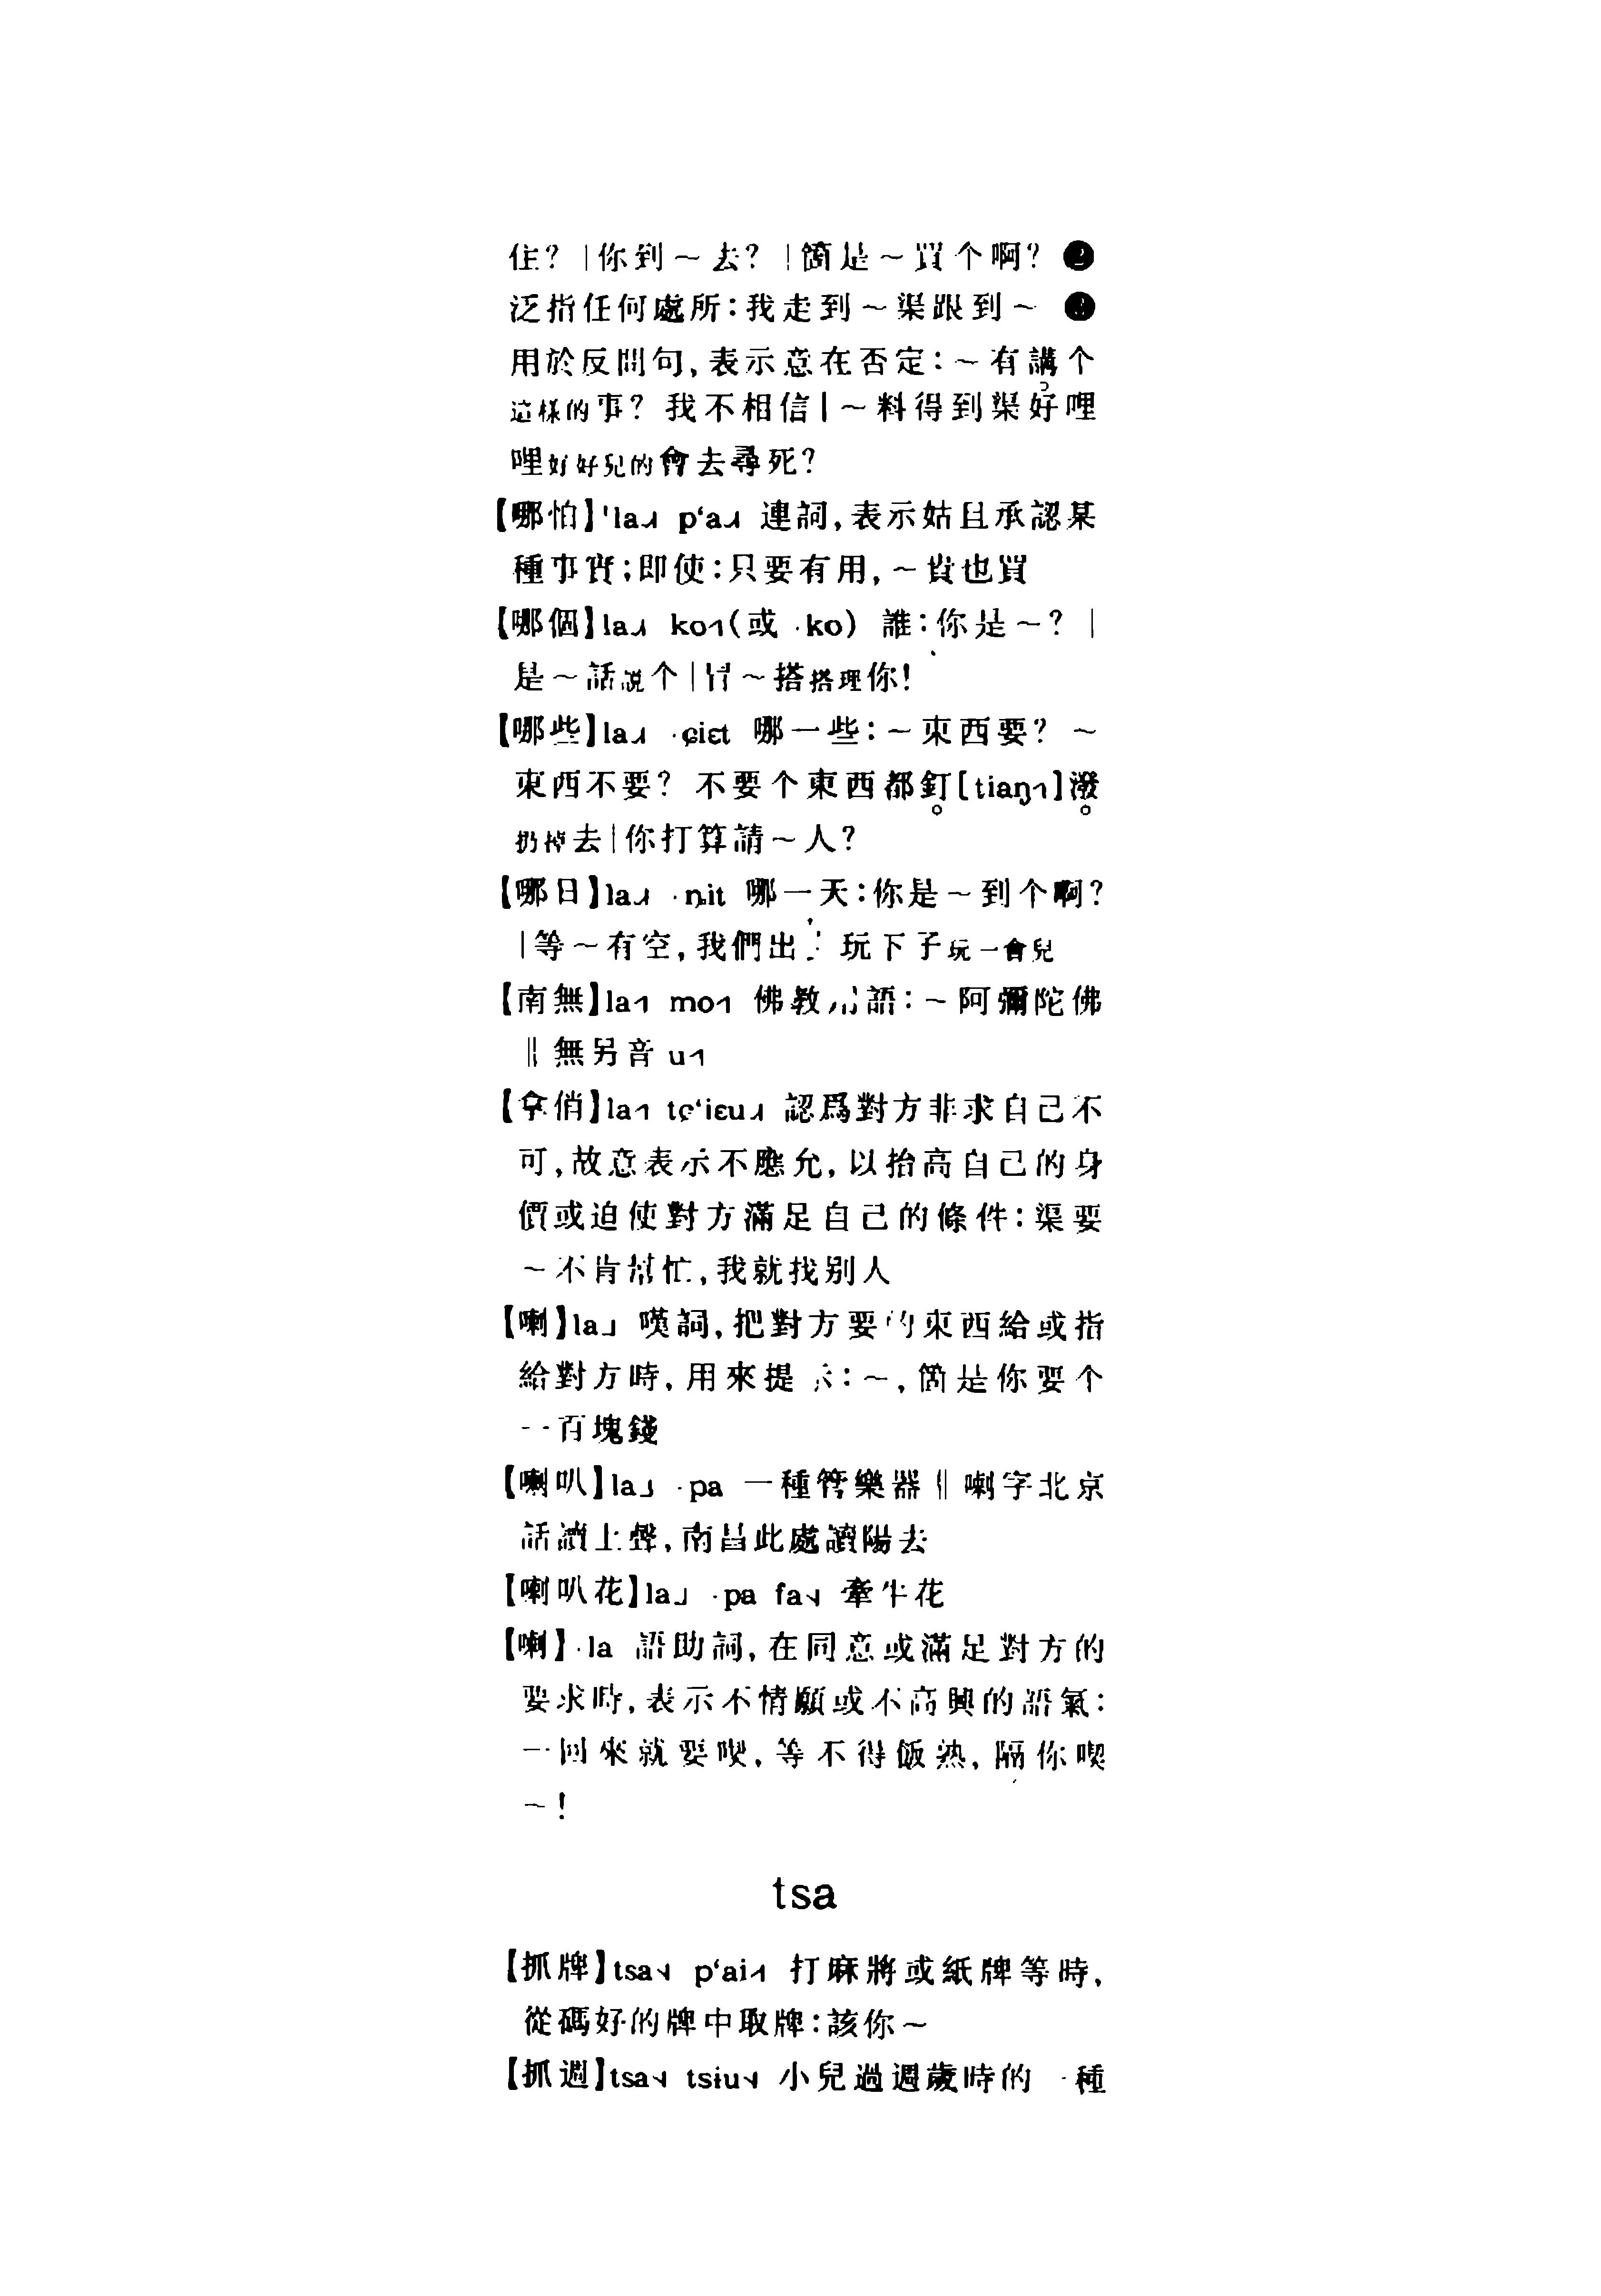 住？｜你到～去？｜箇是～買个啊？❷
泛指任何處所：我走到～渠跟到～ ❸
用於反問句，表示意在否定：～有講个
這樣的事？ 我不相信｜～料得到渠好哩
哩好好兒的會去尋死？
【哪怕】laꜗ pʻaꜗ 連詞，表示姑且承認某
種事實；即使：只要有用，～貴也買
【哪個】laꜗ ko˧(或 ·ko) 誰：你是～？｜
是～話說个｜冇～搭搭理你！
【哪些】laꜗ ·ɕiɛt 哪一些：～東西要？ ～
東西不要？ 不要个東西都釘[tiaŋ˧]潑
扔掉去｜你打算請～人？
【哪日】laꜗ ·ȵit 哪一天：你是～到个啊？
｜等～有空，我們出去玩下子玩一會兒
【南無】la˧ mo˧ 佛教用語：～阿彌陀佛
‖ 無另音 u˧
【拿俏】la˧ tɕʻiɛuꜗ 認爲對方非求自己不
可，故意表示不應允，以抬高自己的身
價或迫使對方滿足自己的條件：渠要
～不肯幫忙，我就找别人
【喇】la˩ 嘆詞，把對方要的東西給或指
給對方時，用來提示：～，箇是你要个
一百塊錢
【喇叭】la˩ ·pa 一種管樂器 ‖ 喇字北京
話讀上聲，南昌此處讀陽去
【喇叭花】la˩ ·pa fa˨ 牽牛花
【喇】·la 語助詞，在同意或滿足對方的
要求時，表示不情願或不高興的語氣：
一回來就要喫，等不得飯熟，隔你喫
～！
tsa
【抓牌】tsa˨ pʻai˧ 打麻將或紙牌等時，
從碼好的牌中取牌：該你～
【抓週】tsa˨ tsiu˨ 小兒過週歲時的一種